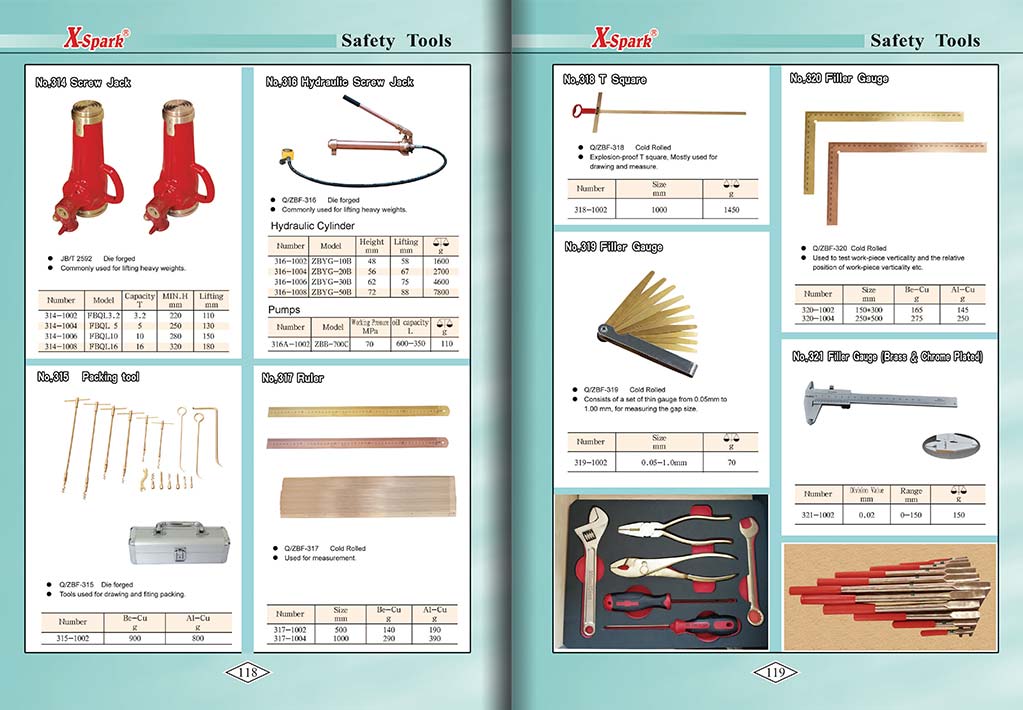 X-Spark®
Safety Tools
No,314 Screw Jack
JB/T 2592 Die forged
Commonly used for lifting heavy weights.
Number Model Capacity T MIN.H mm Lifting mm
314-1002 FBQL3.2 3.2 220 110
314-1004 FBQL 5 5 250 130
314-1006 FBQL10 10 280 150
314-1008 FBQL16 16 320 180
No,316 Hydraulic Screw Jack
Q/ZBF-316 Die forged
Commonly used for lifting heavy weights.
Hydraulic Cylinder
Number Model Height mm Lifting mm g
316-1002 ZBYG-10B 48 58 1600
316-1004 ZBYG-20B 56 67 2700
316-1006 ZBYG-30B 62 75 4600
316-1008 ZBYG-50B 72 88 7800
Pumps
Number Model Working Pressure MPa oil capacity L g
316A-1002 ZBB-700C 70 600-350 110
No,315 Packing tool
Q/ZBF-315 Die forged
Tools used for drawing and fiting packing.
Number Be-Cu g Al-Cu g
315-1002 900 800
No,317 Ruler
Q/ZBF-317 Cold Rolled
Used for measurement.
Number Size mm Be-Cu g Al-Cu g
317-1002 500 140 190
317-1004 1000 290 390
118
X-Spark®
Safety Tools
No,318 T Square
Q/ZBF-318 Cold Rolled
Explosion-proof T square, Mostly used for
drawing and measure.
Number Size mm g
318-1002 1000 1450
No,320 Filler Gauge
Q/ZBF-320 Cold Rolled
Used to test work-piece verticality and the relative
position of work-piece verticality etc.
Number Size mm Be-Cu g Al-Cu g
320-1002 150*300 165 145
320-1004 250*500 275 250
No,319 Filler Gauge
Q/ZBF-319 Cold Rolled
Consists of a set of thin gauge from 0.05mm to
1.00 mm, for measuring the gap size.
Number Size mm g
319-1002 0.05-1.0mm 70
No,321 Filler Gauge (Brass & Chrome Plated)
Number Division Value mm Range mm g
321-1002 0.02 0-150 150
119